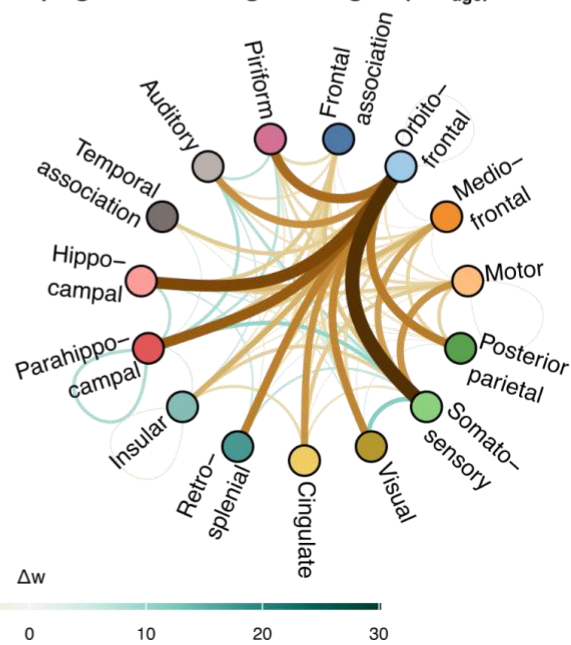 Frontal
association
Piriform
Orbito–
frontal
Auditory
Medio–
frontal
Temporal
association
Hippo–
campal
Motor
Parahippo–
campal
Posterior
parietal
Insular
Somato–
sensory
Retro–
splenial
Cingulate
Visual
Δw
0 10 20 30